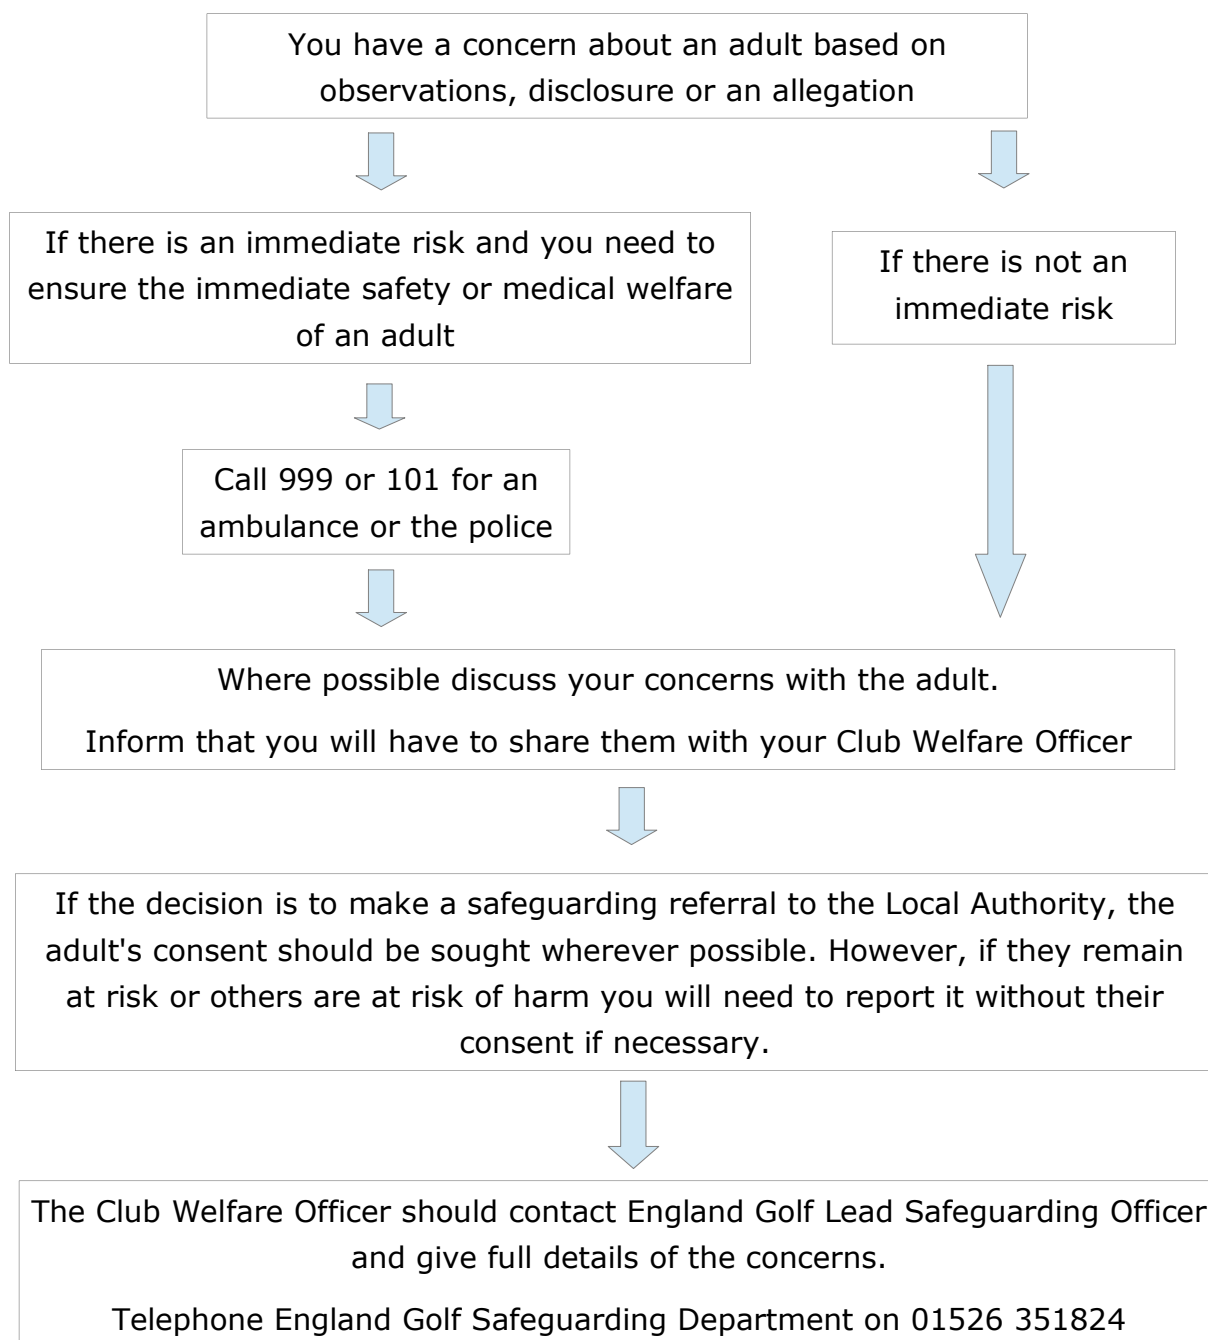 You have a concern about an adult based on
observations, disclosure or an allegation
If there is an immediate risk and you need to
ensure the immediate safety or medical welfare
of an adult
If there is not an
immediate risk
Call 999 or 101 for an
ambulance or the police
Where possible discuss your concerns with the adult.
Inform that you will have to share them with your Club Welfare Officer
If the decision is to make a safeguarding referral to the Local Authority, the
adult's consent should be sought wherever possible. However, if they remain
at risk or others are at risk of harm you will need to report it without their
consent if necessary.
The Club Welfare Officer should contact England Golf Lead Safeguarding Officer
and give full details of the concerns.
Telephone England Golf Safeguarding Department on 01526 351824